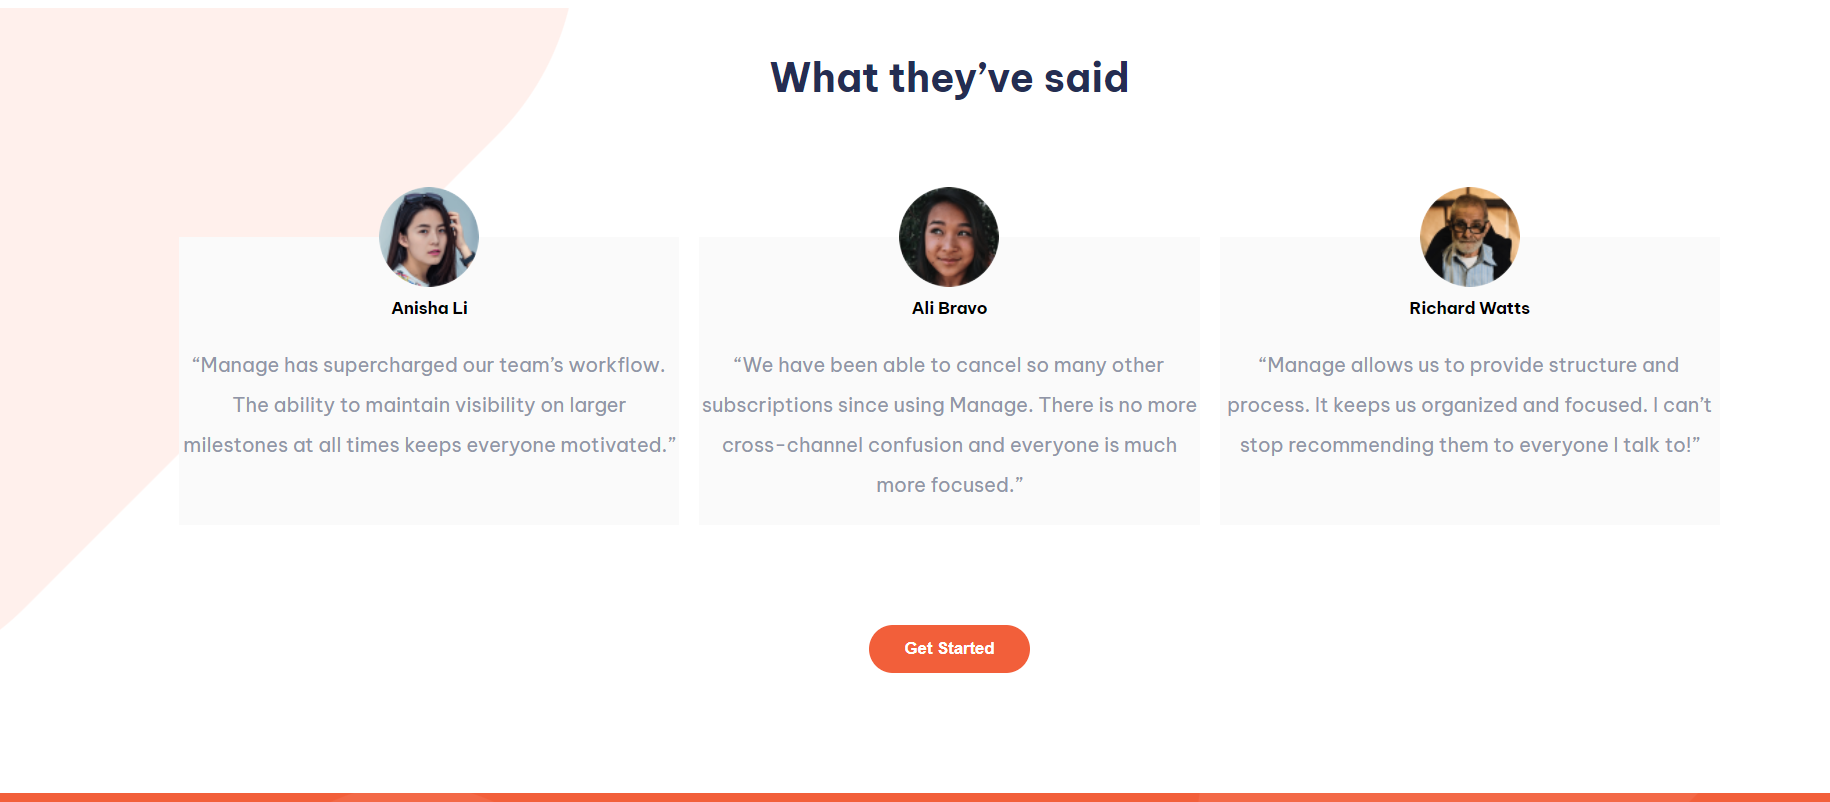 What they’ve said
Anisha Li
“Manage has supercharged our team’s workflow.
The ability to maintain visibility on larger
milestones at all times keeps everyone motivated.”
Ali Bravo
“We have been able to cancel so many other
subscriptions since using Manage. There is no more
cross-channel confusion and everyone is much
more focused.”
Richard Watts
“Manage allows us to provide structure and
process. It keeps us organized and focused. I can’t
stop recommending them to everyone I talk to!”
Get Started